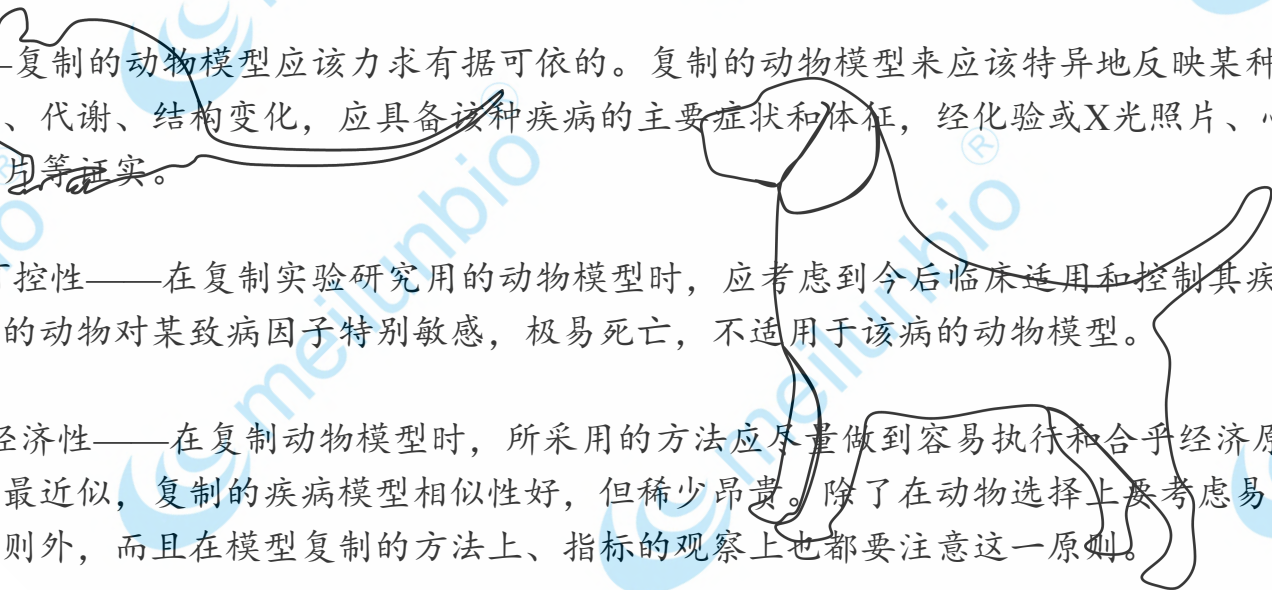 复制的动物模型应该力求有据可依的。复制的动物模型来应该特异地反映某种
、代谢、结构变化，应具备该种疾病的主要症状和体征，经化验或X光照片、心
片等证实。
可控性——在复制实验研究用的动物模型时，应考虑到今后临床适用和控制其疾
的动物对某致病因子特别敏感，极易死亡，不适用于该病的动物模型。
经济性——在复制动物模型时，所采用的方法应尽量做到容易执行和合乎经济原
最近似，复制的疾病模型相似性好，但稀少昂贵。除了在动物选择上要考虑易
则外，而且在模型复制的方法上、指标的观察上也都要注意这一原则。
meilunbio®
meilunbio®